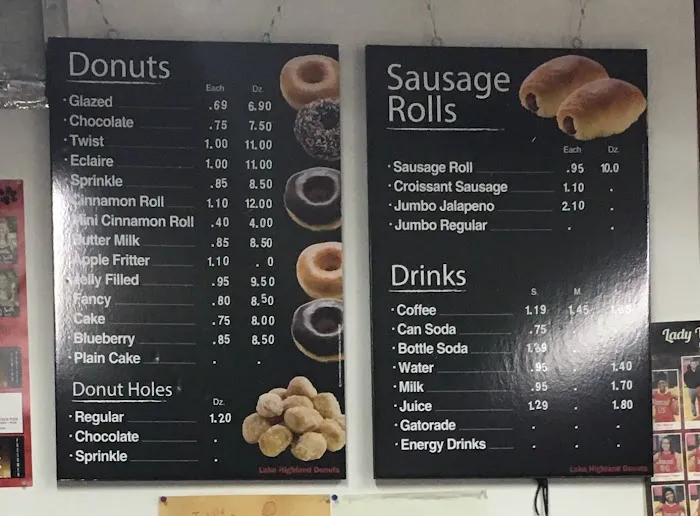 Donuts
Each Dz.
· Glazed .69 6.90
· Chocolate .75 7.50
· Twist 1.00 11.00
· Eclaire 1.00 11.00
· Sprinkle .85 8.50
Cinnamon Roll 1.10 12.00
Mini Cinnamon Roll .40 4.00
Butter Milk .85 8.50
Apple Fritter 1.10 . 0
Jelly Filled .95 9.50
Fancy .80 8.50
Cake .75 8.00
· Blueberry .85 8.50
· Plain Cake . .
Donut Holes
Dz.
· Regular 1.20
· Chocolate .
· Sprinkle .
Lake Highland Donuts
Sausage
Rolls
Each Dz.
· Sausage Roll .95 10.0
· Croissant Sausage 1.10 .
· Jumbo Jalapeno 2.10 .
· Jumbo Regular . .
Drinks
S. M
· Coffee 1.19 1.45
· Can Soda .75
· Bottle Soda
· Water .95 1.40
· Milk .95 . 1.70
· Juice 1.29 . 1.80
· Gatorade . . .
· Energy Drinks . . .
Lake Highland Donuts
Lady